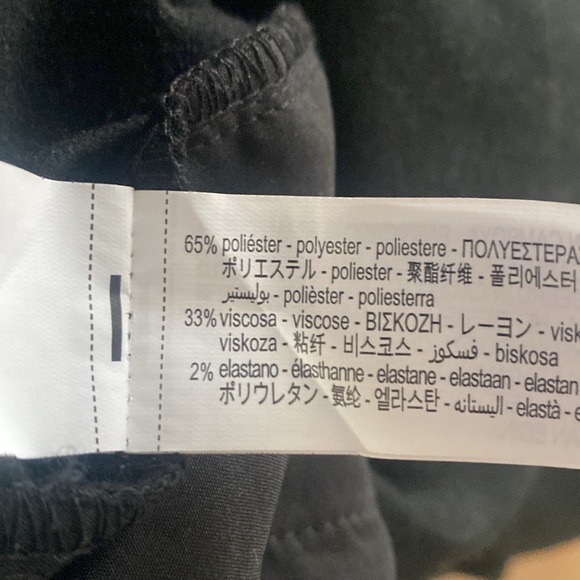 65% poliéster - polyester - poliestere - ΠΟΛΥΕΣΤΕΡΑΣ
ポリエステル - poliester - 聚酯纤维 - 폴리에스터
بوليستير - polièster - poliesterra
33% viscosa - viscose - ΒΙΣΚΟΖΗ - レーヨン - visk
viskoza - 粘纤 - 비스코스 - فسكوز - biskosa
2% elastano - élasthanne - elastane - elastaan - elastan
ポリウレタン - 氨纶 - 엘라스탄 - اليستانه - elastà - e